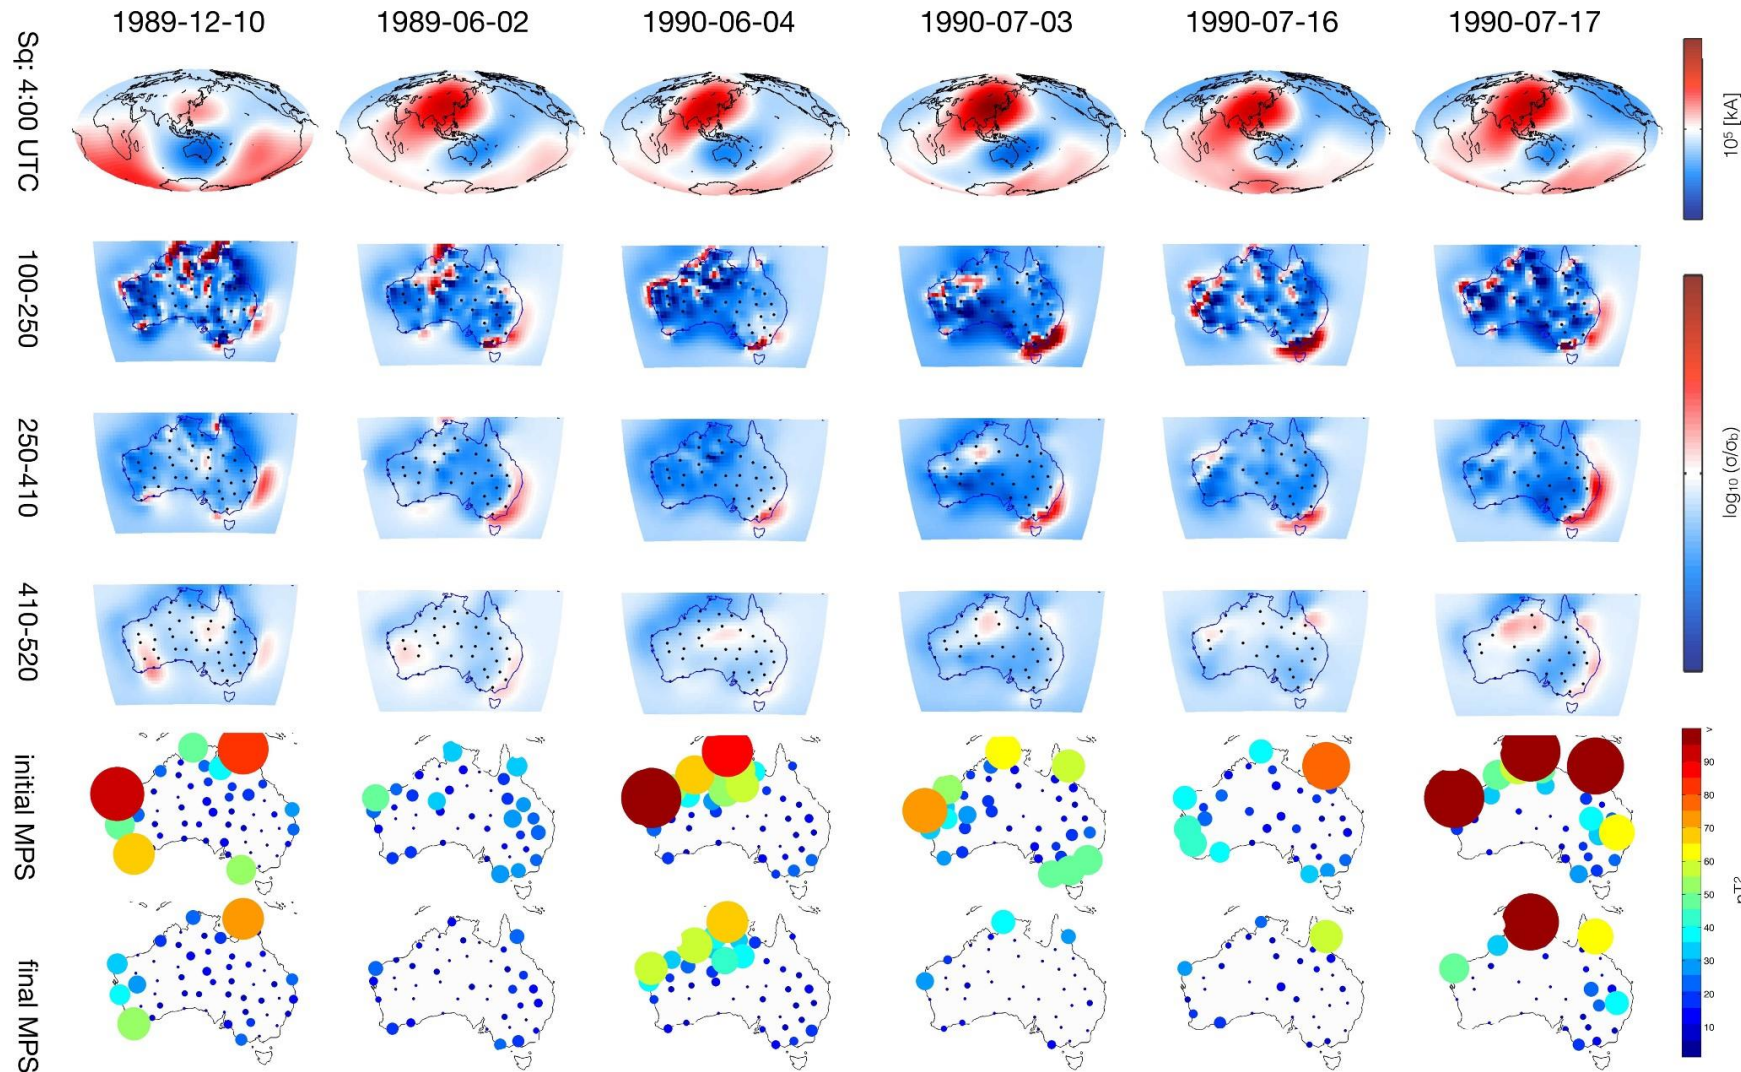 1989-12-10 1989-06-02 1990-06-04 1990-07-03 1990-07-16 1990-07-17
Sq: 4:00 UTC
10⁵ [kA]
100-250
250-410
log₁₀ (σ/σb)
410-520
initial MPS
final MPS
>
90
80
70
60
50
40
30
20
10